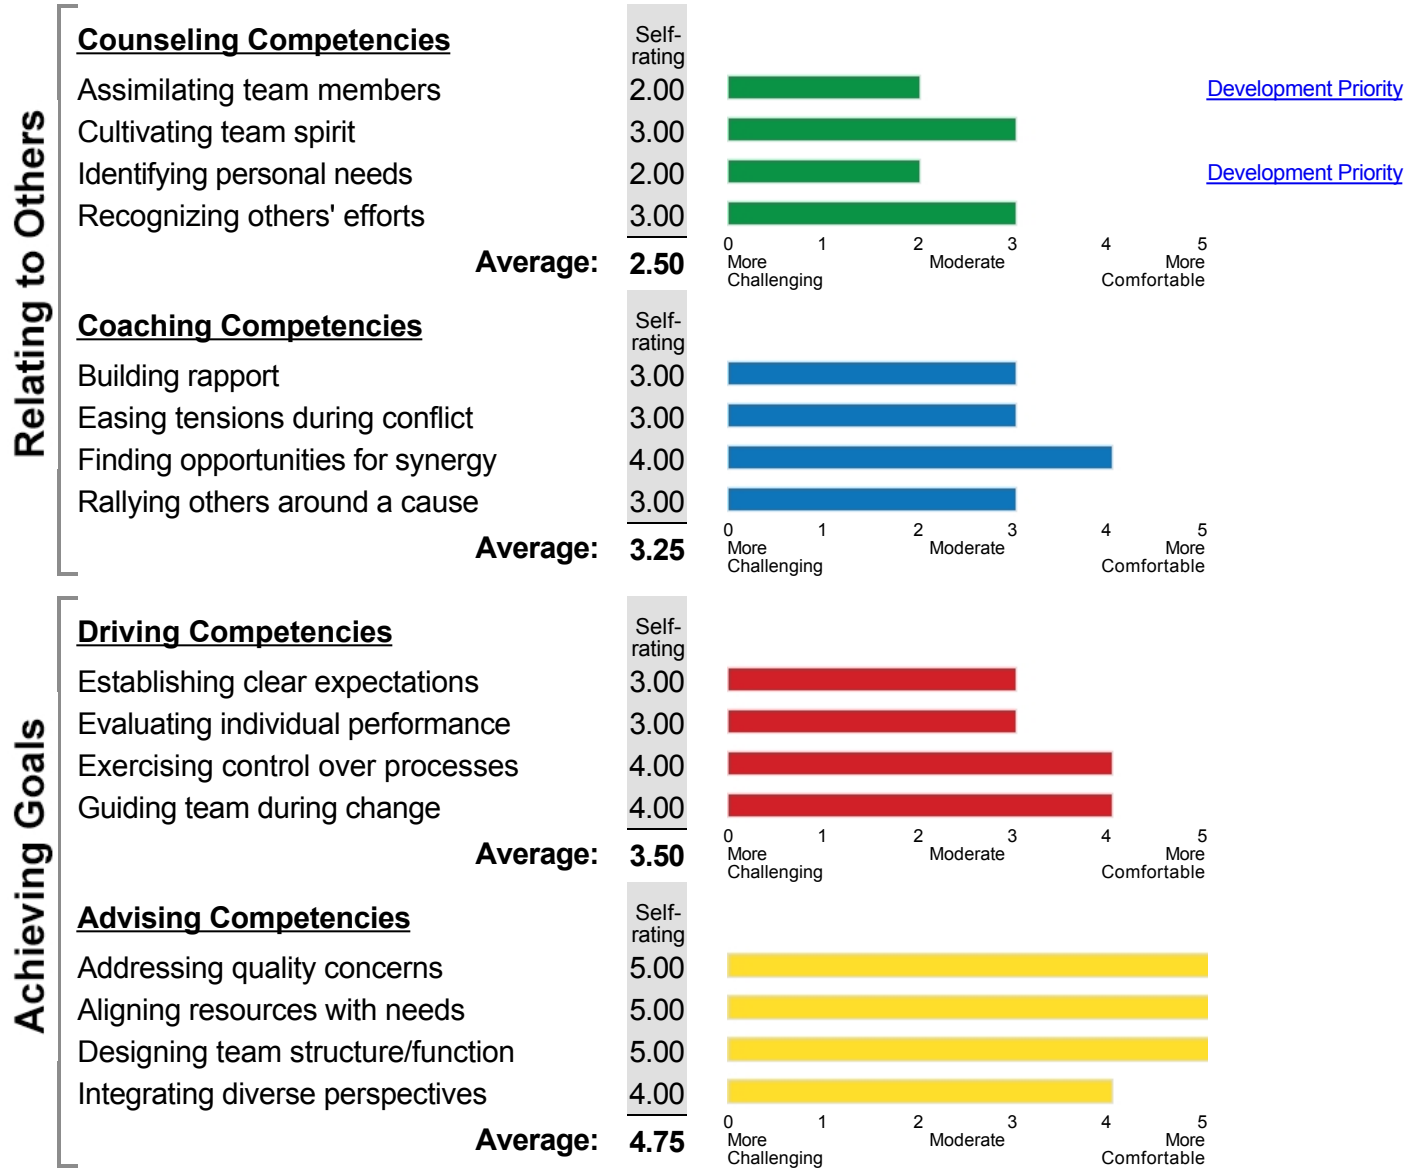 Relating to Others
Counseling Competencies
Self-
rating
Assimilating team members 2.00 Development Priority
Cultivating team spirit 3.00
Identifying personal needs 2.00 Development Priority
Recognizing others' efforts 3.00
Average: 2.50
0 1 2 3 4 5
More Moderate More
Challenging Comfortable
Coaching Competencies
Self-
rating
Building rapport 3.00
Easing tensions during conflict 3.00
Finding opportunities for synergy 4.00
Rallying others around a cause 3.00
Average: 3.25
0 1 2 3 4 5
More Moderate More
Challenging Comfortable
Achieving Goals
Driving Competencies
Self-
rating
Establishing clear expectations 3.00
Evaluating individual performance 3.00
Exercising control over processes 4.00
Guiding team during change 4.00
Average: 3.50
0 1 2 3 4 5
More Moderate More
Challenging Comfortable
Advising Competencies
Self-
rating
Addressing quality concerns 5.00
Aligning resources with needs 5.00
Designing team structure/function 5.00
Integrating diverse perspectives 4.00
Average: 4.75
0 1 2 3 4 5
More Moderate More
Challenging Comfortable